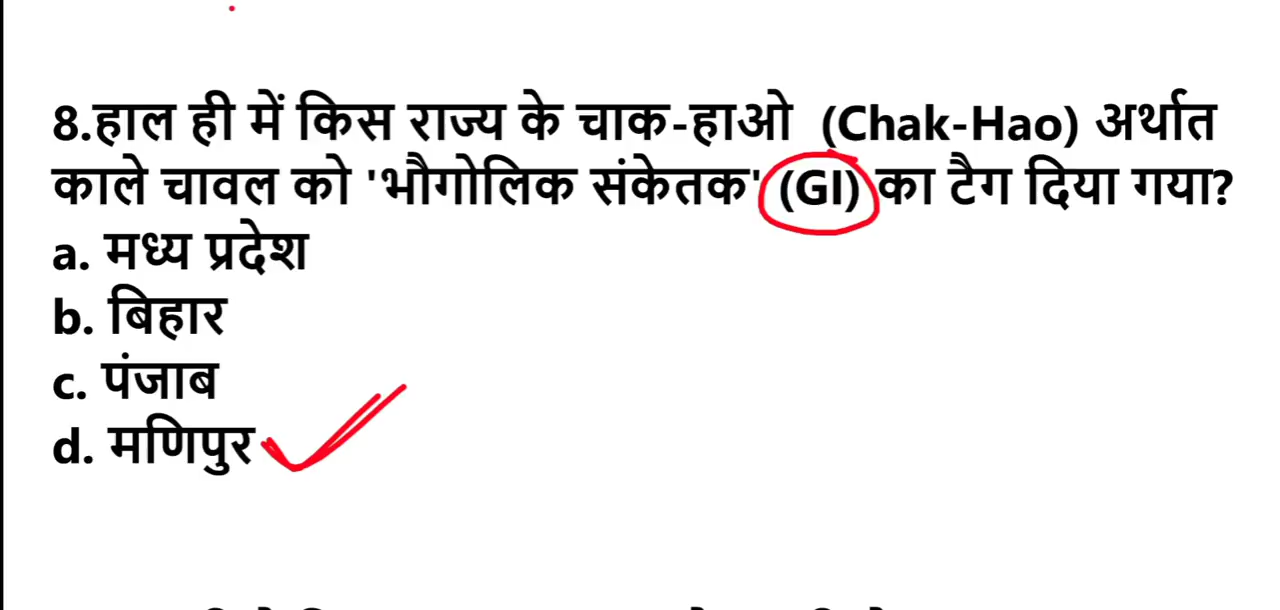 8.हाल ही में किस राज्य के चाक-हाओ (Chak-Hao) अर्थात
काले चावल को 'भौगोलिक संकेतक' (GI) का टैग दिया गया?
a. मध्य प्रदेश
b. बिहार
c. पंजाब
d. मणिपुर